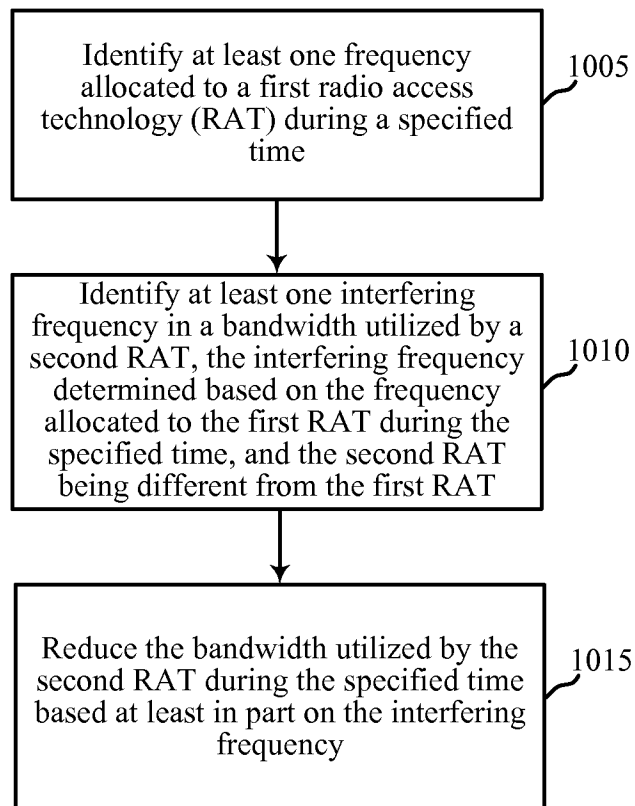 Identify at least one frequency
allocated to a first radio access
technology (RAT) during a specified
time
1005
Identify at least one interfering
frequency in a bandwidth utilized by a
second RAT, the interfering frequency
determined based on the frequency
allocated to the first RAT during the
specified time, and the second RAT
being different from the first RAT
1010
Reduce the bandwidth utilized by the
second RAT during the specified time
based at least in part on the interfering
frequency
1015